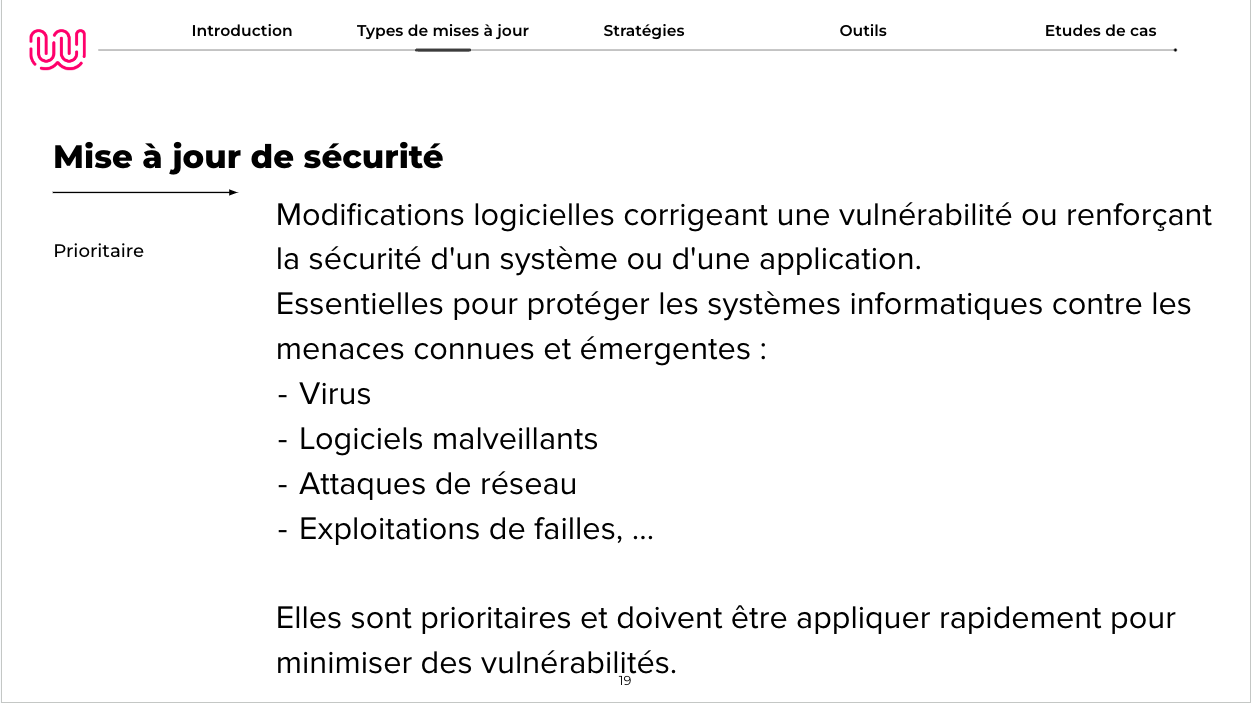 Introduction
Types de mises à jour
Stratégies
Outils
Etudes de cas
Mise à jour de sécurité
Prioritaire
Modifications logicielles corrigeant une vulnérabilité ou renforçant
la sécurité d'un système ou d'une application.
Essentielles pour protéger les systèmes informatiques contre les
menaces connues et émergentes :
- Virus
- Logiciels malveillants
- Attaques de réseau
- Exploitations de failles, ...
Elles sont prioritaires et doivent être appliquer rapidement pour
minimiser des vulnérabilités.
19